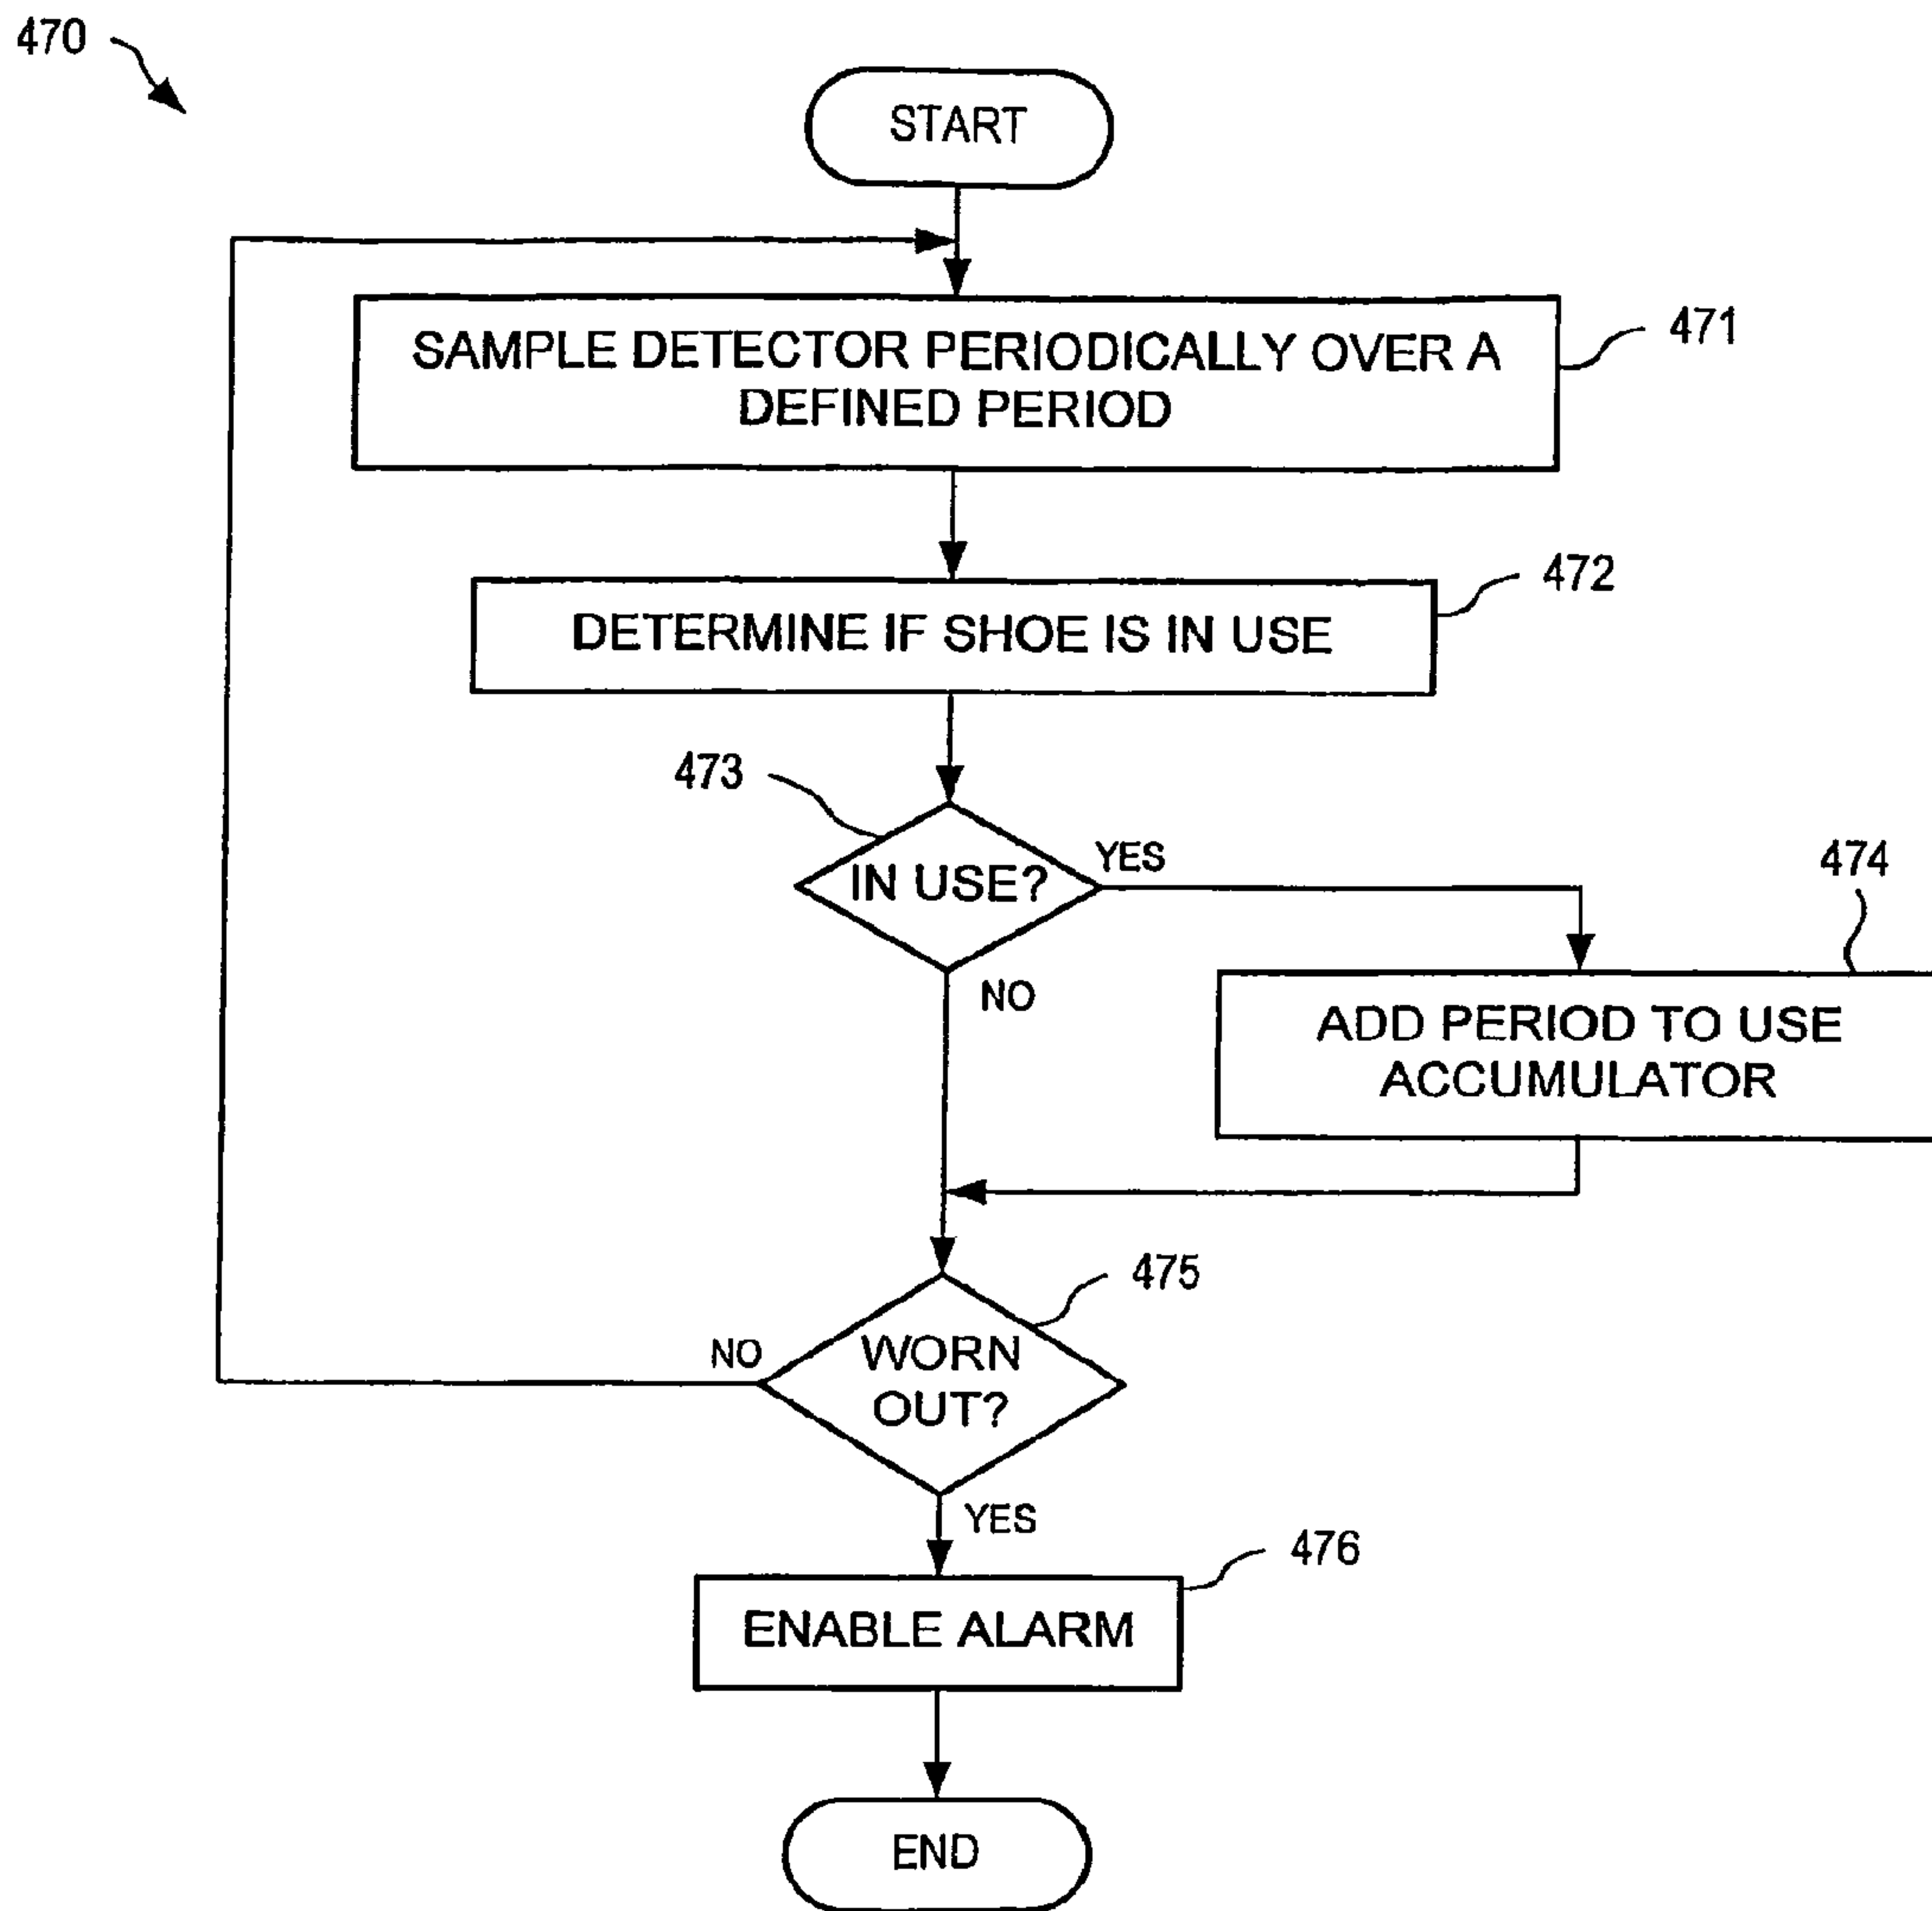 470
START
SAMPLE DETECTOR PERIODICALLY OVER A
DEFINED PERIOD
471
DETERMINE IF SHOE IS IN USE
472
473
IN USE?
YES
NO
474
ADD PERIOD TO USE
ACCUMULATOR
475
WORN
OUT?
NO
YES
476
ENABLE ALARM
END